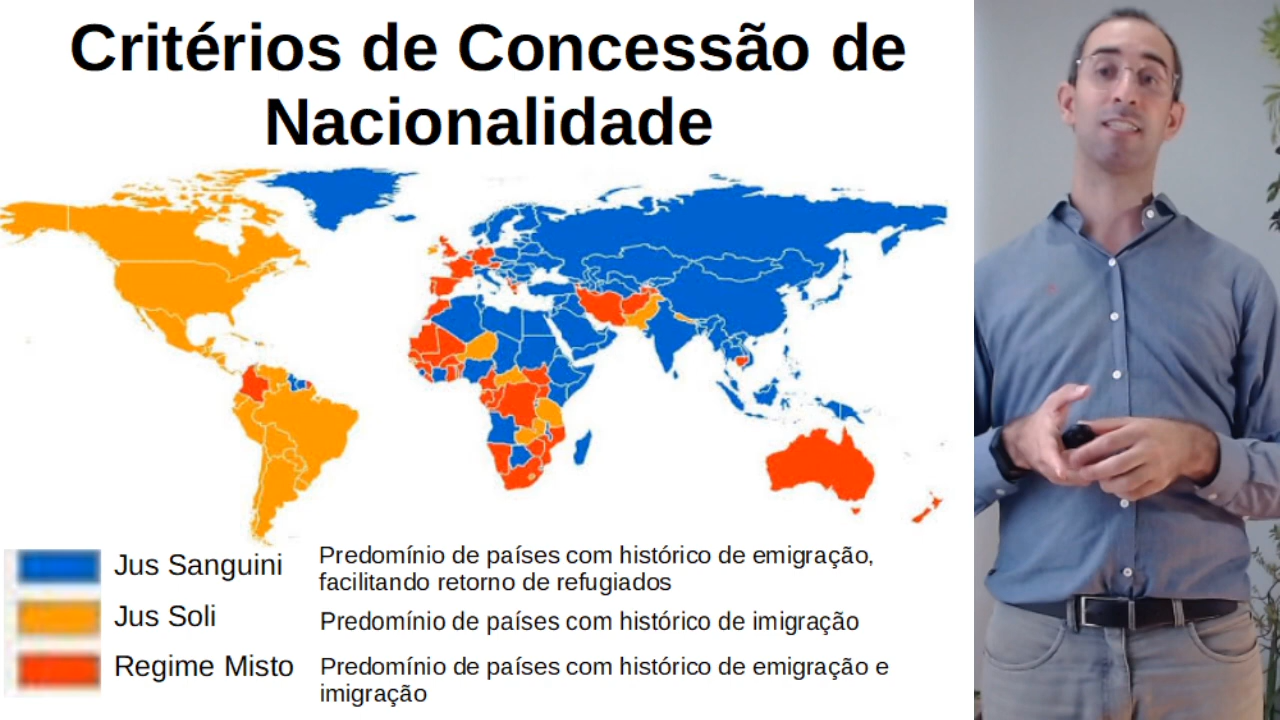 Critérios de Concessão de
Nacionalidade
Jus Sanguini
Predomínio de países com histórico de emigração,
facilitando retorno de refugiados
Jus Soli
Predomínio de países com histórico de imigração
Regime Misto
Predomínio de países com histórico de emigração e
imigração